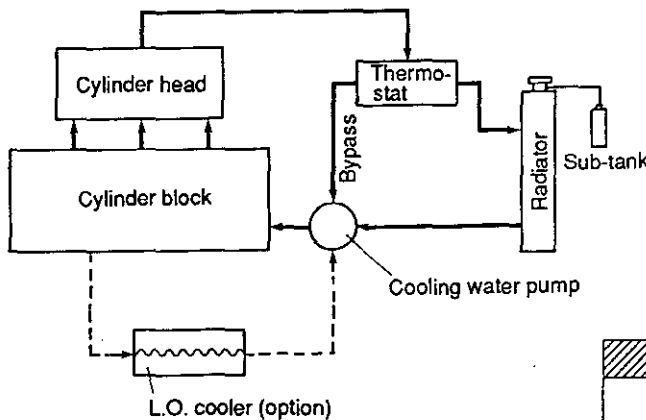 Cylinder head
Thermo-
stat
Bypass
Radiator
Sub-tank
Cylinder block
Cooling water pump
L.O. cooler (option)